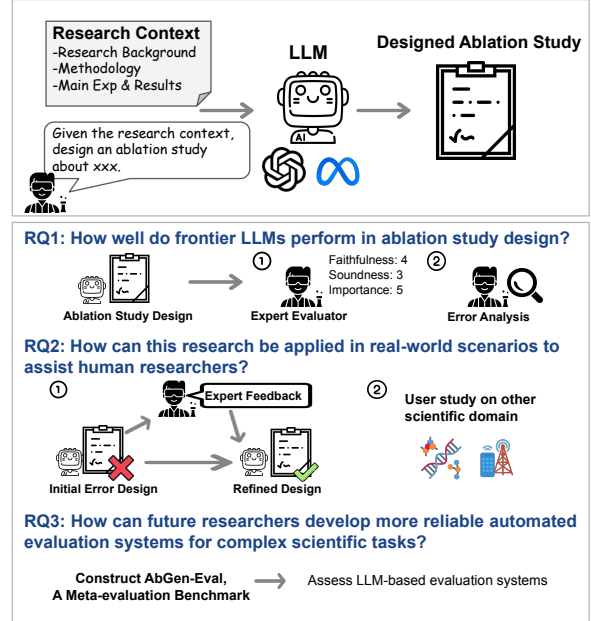 Research Context
-Research Background
-Methodology
-Main Exp & Results
LLM
Designed Ablation Study
Given the research context,
design an ablation study
about xxx.
AI
RQ1: How well do frontier LLMs perform in ablation study design?
1
Faithfulness: 4
Soundness: 3
Importance: 5
2
Ablation Study Design
Expert Evaluator
Error Analysis
RQ2: How can this research be applied in real-world scenarios to
assist human researchers?
1
Expert Feedback
2
User study on other
scientific domain
Initial Error Design
Refined Design
RQ3: How can future researchers develop more reliable automated
evaluation systems for complex scientific tasks?
Construct AbGen-Eval,
A Meta-evaluation Benchmark
Assess LLM-based evaluation systems